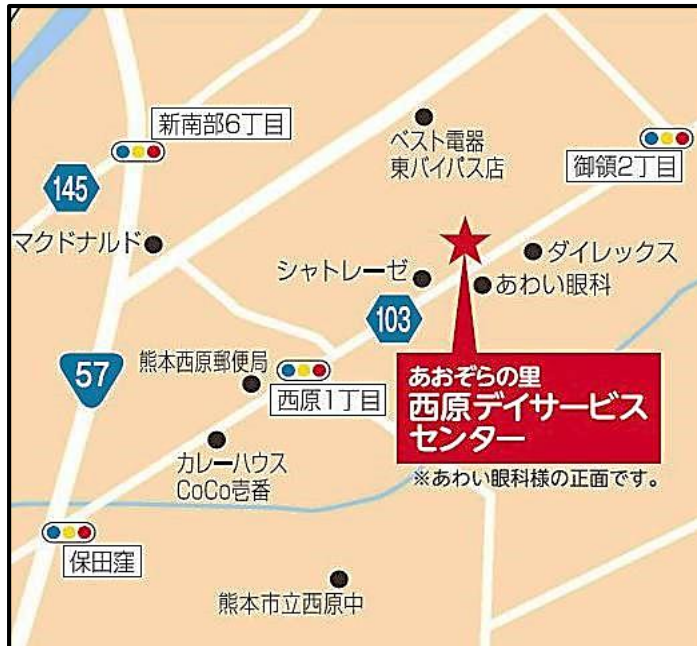 新南部6丁目
ベスト電器
東バイパス店
御領2丁目
145
マクドナルド
ダイレックス
シャトレーゼ
あわい眼科
103
57
熊本西原郵便局
西原1丁目
あおぞらの里
西原デイサービス
センター
※あわい眼科様の正面です。
カレーハウス
CoCo壱番
保田窪
熊本市立西原中